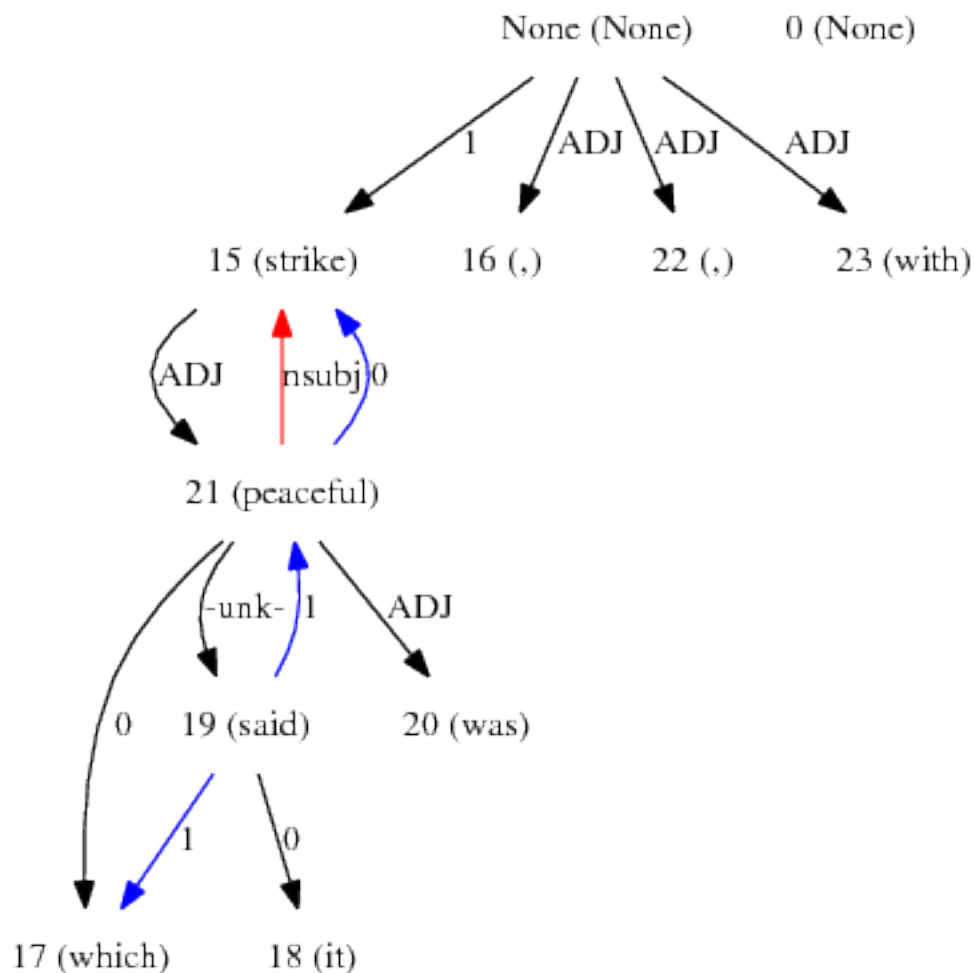 None (None) 0 (None)
1 ADJ ADJ ADJ
15 (strike) 16 (,) 22 (,) 23 (with)
ADJ nsubj 0
21 (peaceful)
-unk- 1 ADJ
0 19 (said) 20 (was)
1 0
17 (which) 18 (it)